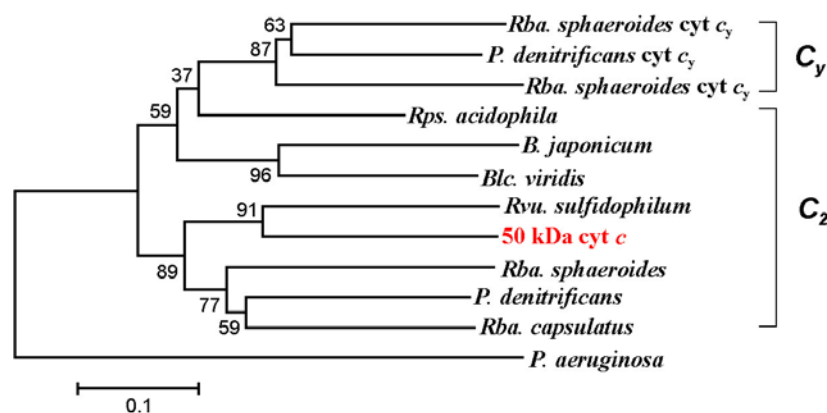 63
Rba. sphaeroides cyt cy
87
P. denitrificans cyt cy
Cy
37
Rba. sphaeroides cyt cy
59
Rps. acidophila
B. japonicum
96
Blc. viridis
91
Rvu. sulfidophilum
C2
50 kDa cyt c
89
Rba. sphaeroides
77
P. denitrificans
59
Rba. capsulatus
P. aeruginosa
0.1